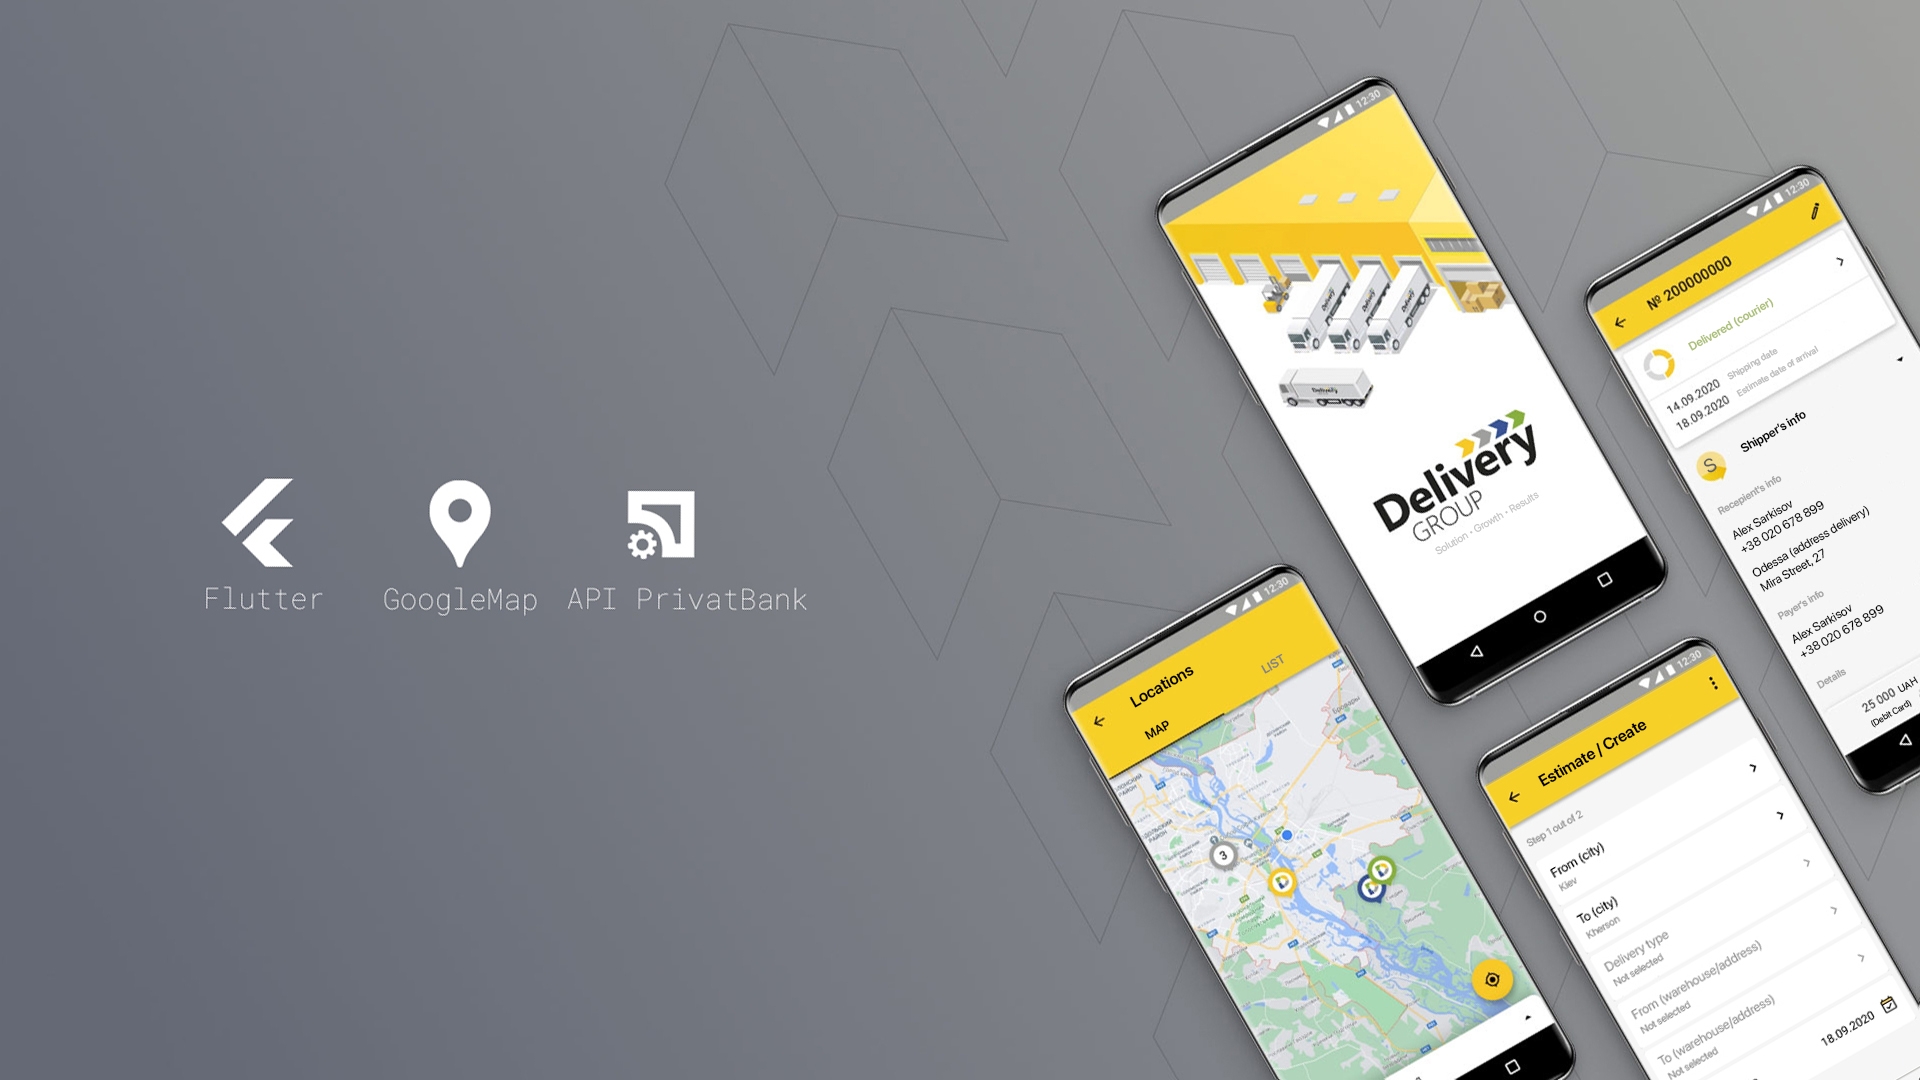 Flutter
GoogleMap
API PrivatBank
12:30
Delivery
Delivery
Delivery
Delivery
Delivery
GROUP
Solution • Growth • Results
12:30
№ 200000000
Delivered (courier)
14.09.2020 Shipping date
18.09.2020 Estimate date of arrival
Shipper's info
S
Recepient's info
Alex Sarkisov
+38 020 678 899
Odessa (address delivery)
Mira Street, 27
Payer's info
Alex Sarkisov
+38 020 678 899
Details
25 000 UAH
(Debit Card)
12:30
Locations
MAP
LIST
3
12:30
Estimate / Create
Step 1 out of 2
From (city)
Kiev
To (city)
Kherson
Delivery type
Not selected
From (warehouse/address)
Not selected
To (warehouse/address)
Not selected
18.09.2020